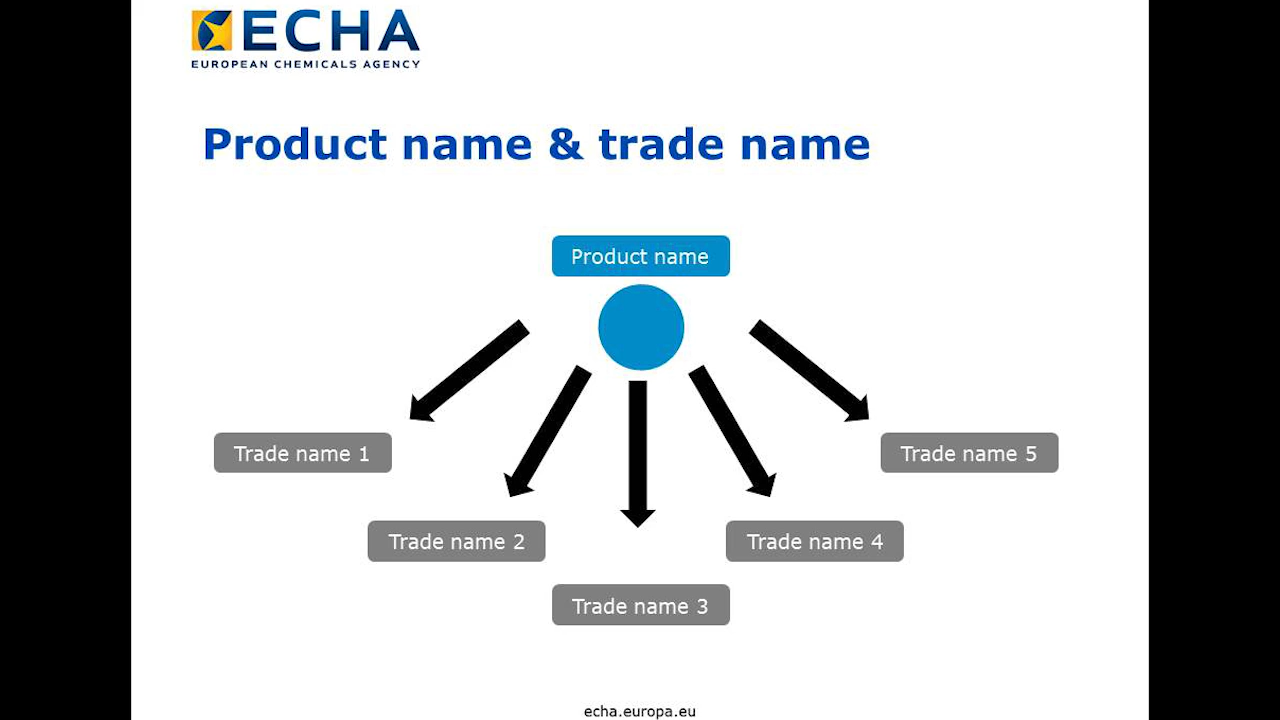 ECHA
EUROPEAN CHEMICALS AGENCY
Product name & trade name
Product name
Trade name 1
Trade name 5
Trade name 2
Trade name 4
Trade name 3
echa.europa.eu